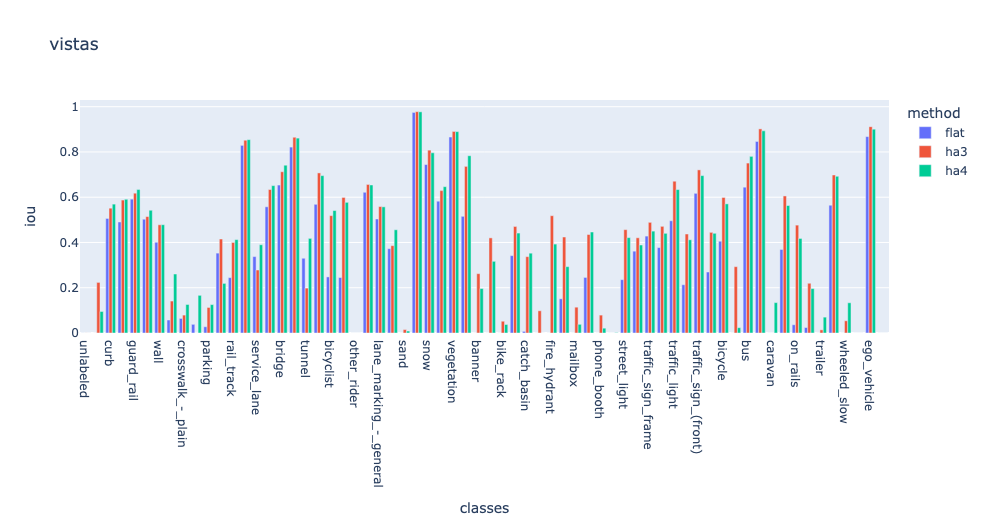 vistas
method
flat
ha3
ha4
iou
1
0.8
0.6
0.4
0.2
0
unlabeled
curb
guard_rail
wall
crosswalk_-_plain
parking
rail_track
service_lane
bridge
tunnel
bicyclist
other_rider
lane_marking_-_general
sand
snow
vegetation
banner
bike_rack
catch_basin
fire_hydrant
mailbox
phone_booth
street_light
traffic_sign_frame
traffic_light
traffic_sign_(front)
bicycle
bus
caravan
on_rails
trailer
wheeled_slow
ego_vehicle
classes